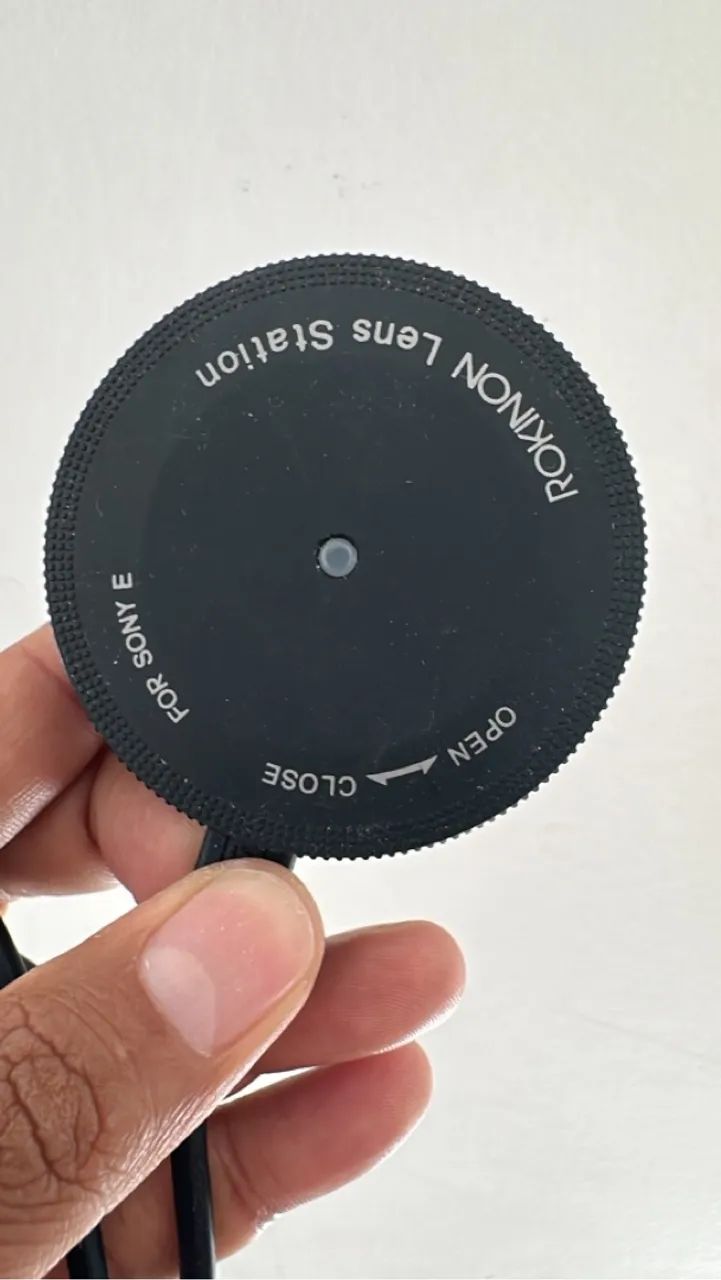 ROKINON Lens Station
FOR SONY E
OPEN
CLOSE